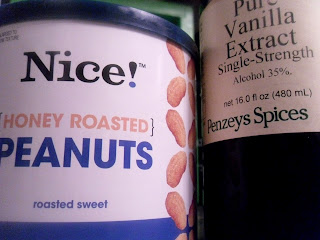 Nice!™
{HONEY ROASTED}
PEANUTS
roasted sweet
Pure
Vanilla
Extract
Single-Strength
Alcohol 35%.
net 16.0 fl oz (480 mL)
Penzeys Spices